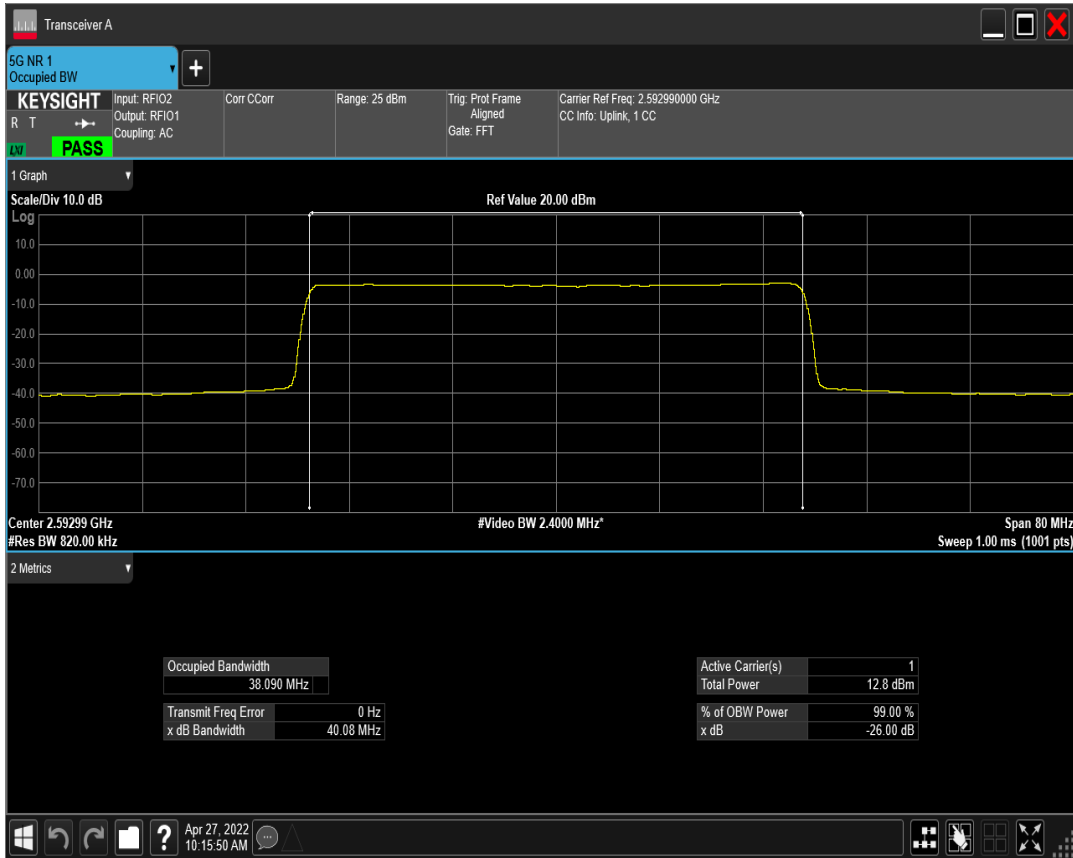 Transceiver A
5G NR 1
Occupied BW
KEYSIGHT
R T
LXI
PASS
Input: RFIO2
Output: RFIO1
Coupling: AC
Corr CCorr
Range: 25 dBm
Trig: Prot Frame
Aligned
Gate: FFT
Carrier Ref Freq: 2.592990000 GHz
CC Info: Uplink, 1 CC
1 Graph
Scale/Div 10.0 dB
Ref Value 20.00 dBm
Log
10.0
0.00
-10.0
-20.0
-30.0
-40.0
-50.0
-60.0
-70.0
Center 2.59299 GHz
#Video BW 2.4000 MHz*
Span 80 MHz
#Res BW 820.00 kHz
Sweep 1.00 ms (1001 pts)
2 Metrics
Occupied Bandwidth
38.090 MHz
Transmit Freq Error 0 Hz
x dB Bandwidth 40.08 MHz
Active Carrier(s) 1
Total Power 12.8 dBm
% of OBW Power 99.00 %
x dB -26.00 dB
?
Apr 27, 2022
10:15:50 AM